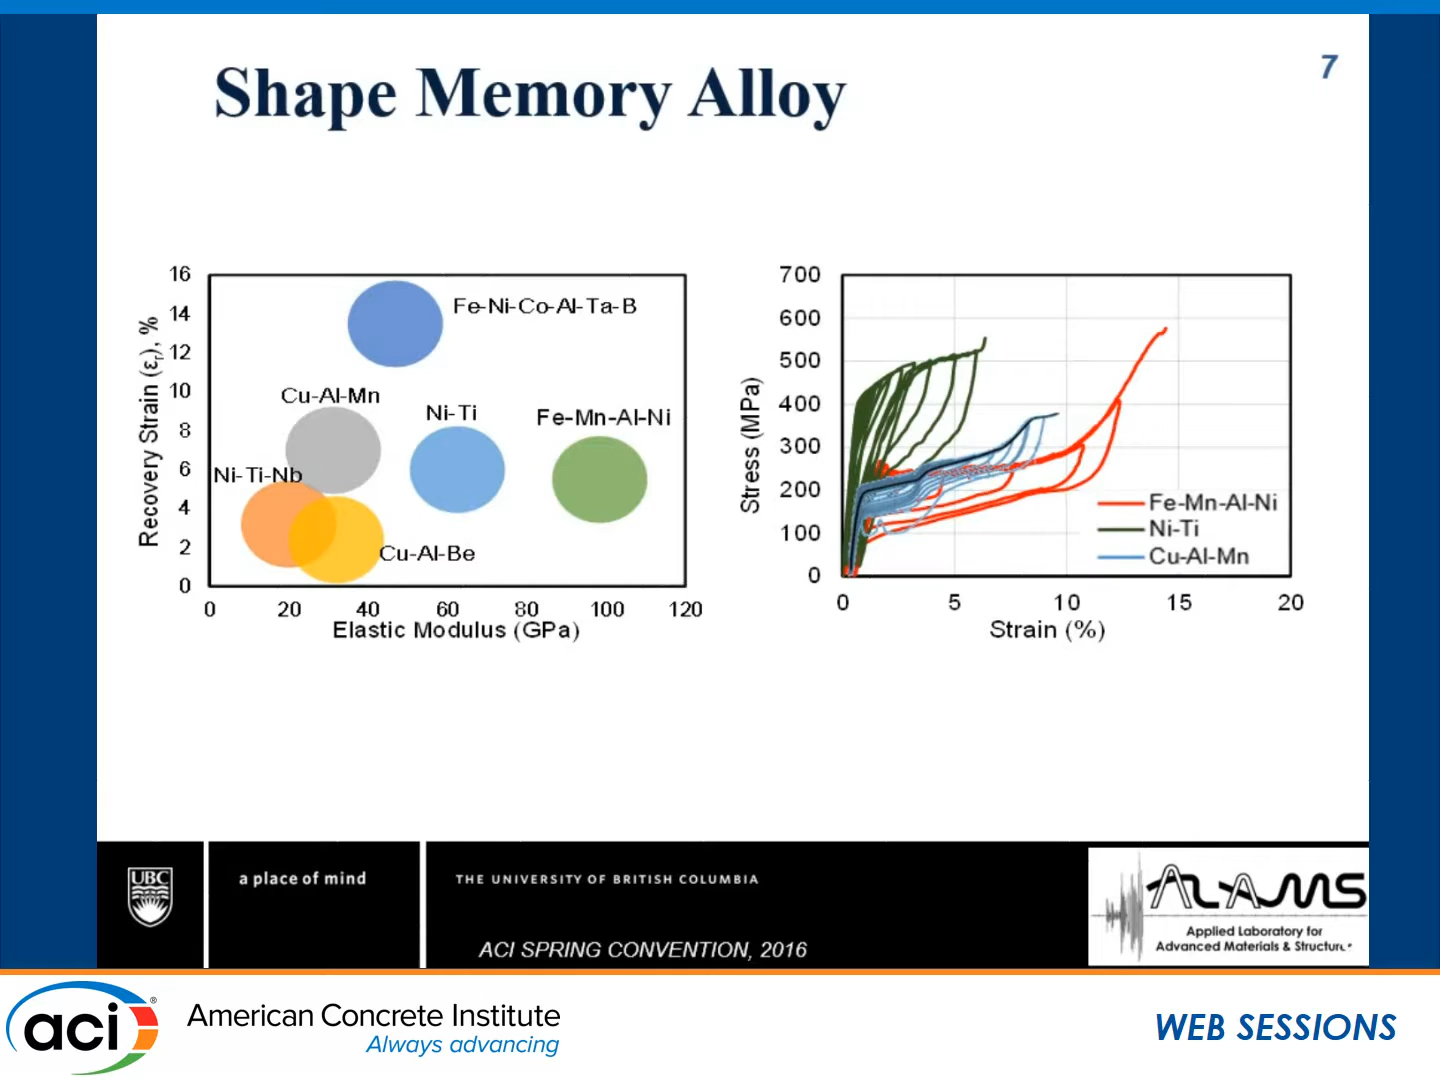 Shape Memory Alloy
7
Recovery Strain (εr), %
16
14
12
10
8
6
4
2
0
Fe-Ni-Co-Al-Ta-B
Cu-Al-Mn
Ni-Ti
Fe-Mn-Al-Ni
Ni-Ti-Nb
Cu-Al-Be
0 20 40 60 80 100 120
Elastic Modulus (GPa)
Stress (MPa)
700
600
500
400
300
200
100
0
Fe-Mn-Al-Ni
Ni-Ti
Cu-Al-Mn
0 5 10 15 20
Strain (%)
UBC
a place of mind
THE UNIVERSITY OF BRITISH COLUMBIA
ACI SPRING CONVENTION, 2016
ALAMS
Applied Laboratory for
Advanced Materials & Structures
aci®
American Concrete Institute
Always advancing
WEB SESSIONS